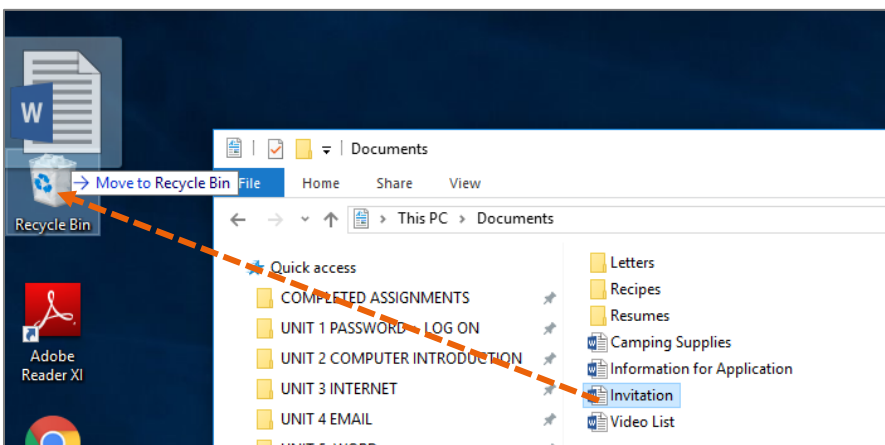 W
Documents
Move to Recycle Bin
File Home Share View
This PC > Documents
Recycle Bin
Quick access
COMPLETED ASSIGNMENTS
UNIT 1 PASSWORD - LOG ON
UNIT 2 COMPUTER INTRODUCTION
UNIT 3 INTERNET
UNIT 4 EMAIL
Letters
Recipes
Resumes
Camping Supplies
Information for Application
Invitation
Video List
Adobe
Reader XI